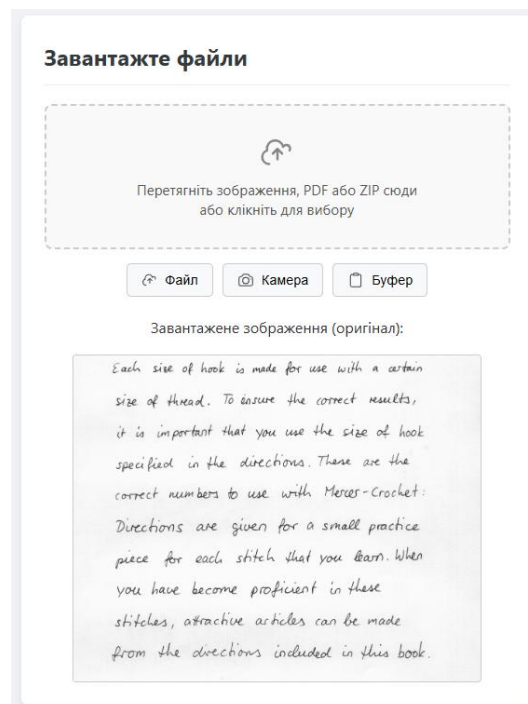 Завантажте файли
Перетягніть зображення, PDF або ZIP сюди
або клікніть для вибору
Файл
Камера
Буфер
Завантажене зображення (оригінал):
Each size of hook is made for use with a certain
size of thread. To ensure the correct results,
it is important that you use the size of hook
specified in the directions. These are the
correct numbers to use with Mercer-Crochet:
Directions are given for a small practice
piece for each stitch that you learn. When
you have become proficient in these
stitches, attractive articles can be made
from the directions included in this book.